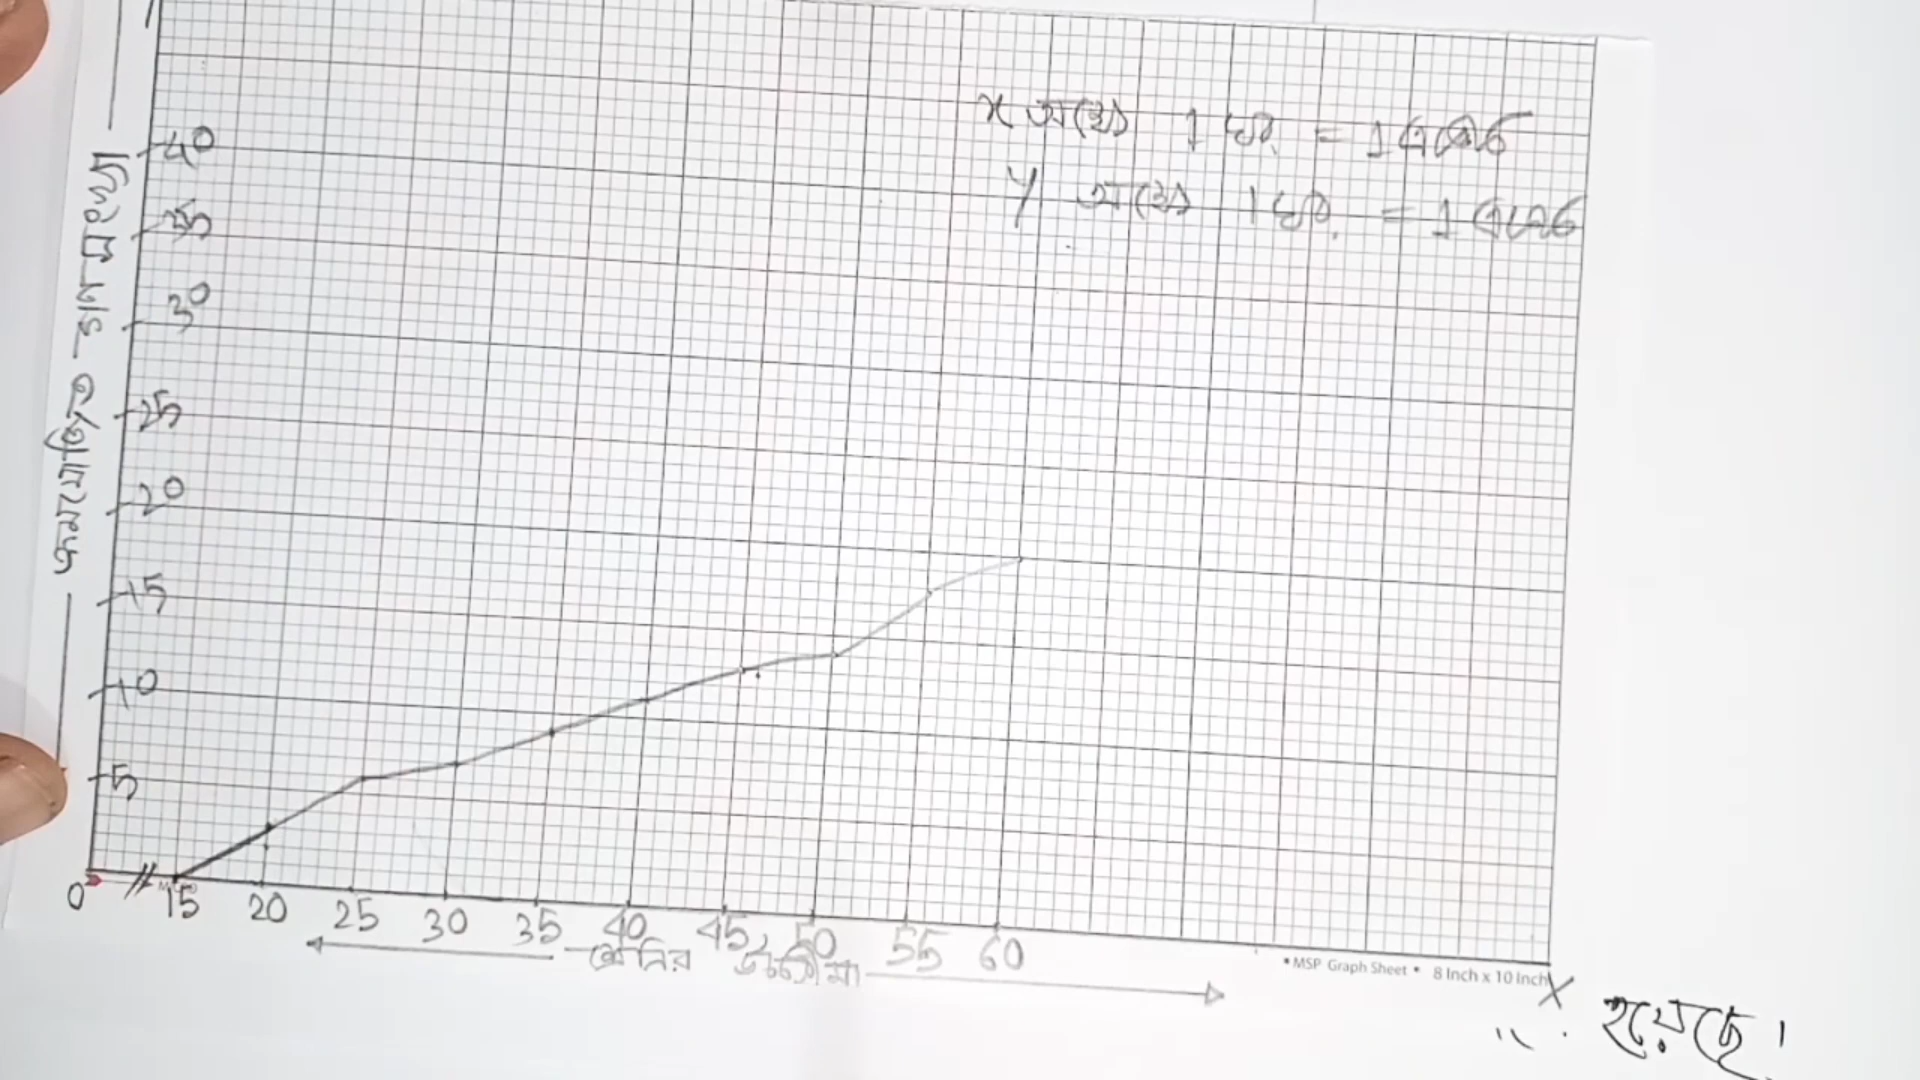 x অক্ষে 1 ঘর = 1 একক
y অক্ষে 1 ঘর = 1 একক
40
35
30
25
20
15
10
5
ক্রমযোজিত গণসংখ্যা
0 15 20 25 30 35 40 45 50 55 60
শ্রেণির উচ্চসীমা
• MSP Graph Sheet • 8 Inch x 10 Inch
X
হয়েছে।